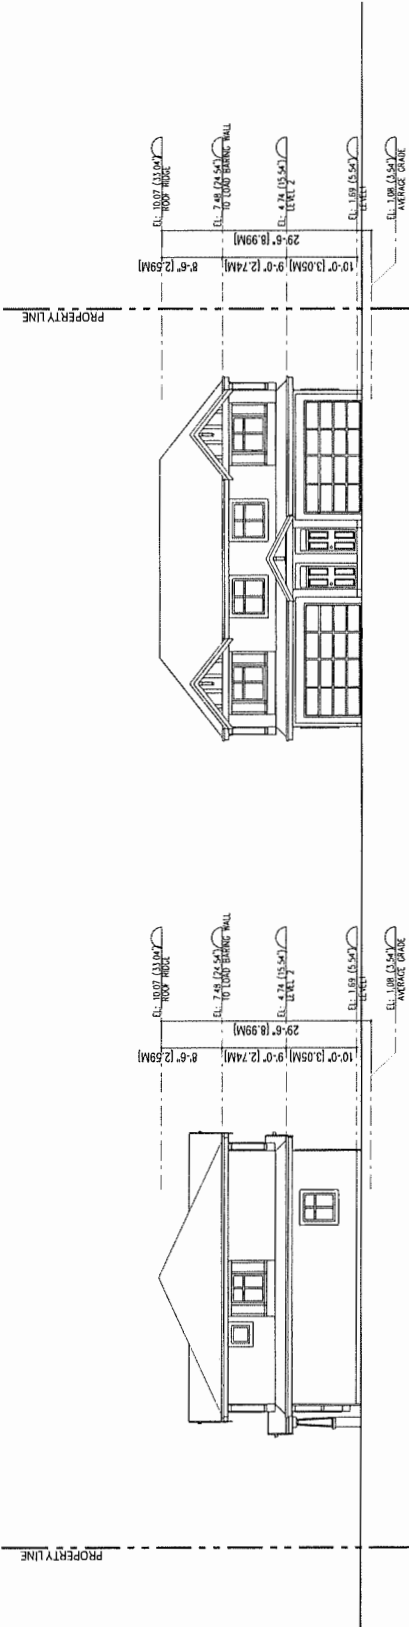 PROPERTY LINE
EL: 10.07 (33.04')
ROOF RIDGE
EL: 7.48 (24.54')
TO LOAD BARING WALL
EL: 4.74 (15.54')
LEVEL 2
EL: 1.69 (5.54')
LEVEL1
EL: 1.08 (3.54')
AVERAGE GRADE
29'-6" [8.99M]
8'-6" [2.59M]
9'-0" [2.74M]
10'-0" [3.05M]
EL: 10.07 (33.04')
ROOF RIDGE
EL: 7.48 (24.54')
TO LOAD BARING WALL
EL: 4.74 (15.54')
LEVEL 2
EL: 1.69 (5.54')
LEVEL1
EL: 1.08 (3.54')
AVERAGE GRADE
29'-6" [8.99M]
8'-6" [2.59M]
9'-0" [2.74M]
10'-0" [3.05M]
PROPERTY LINE